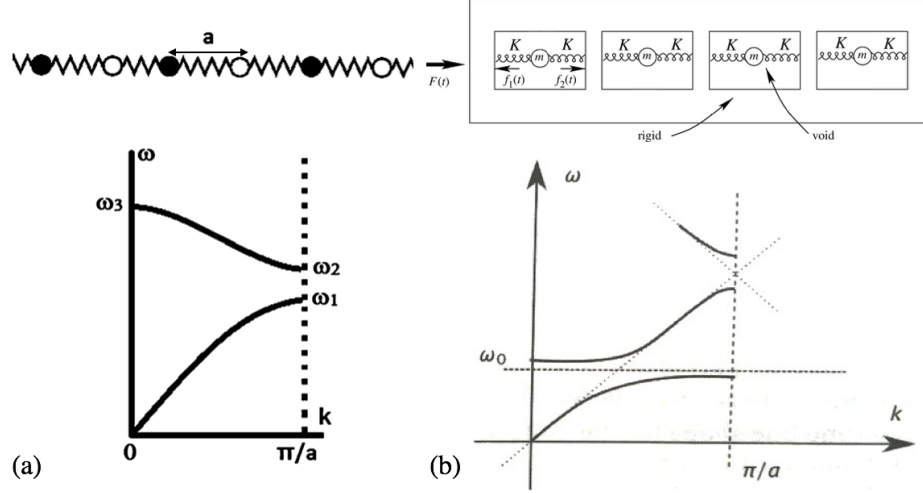 a
F(t)
K K K K K K K K
m m m m
f₁(t) f₂(t)
rigid void
ω
ω3
ω2
ω1
k
0 π/a
(a)
ω
ω₀
k
π/a
(b)